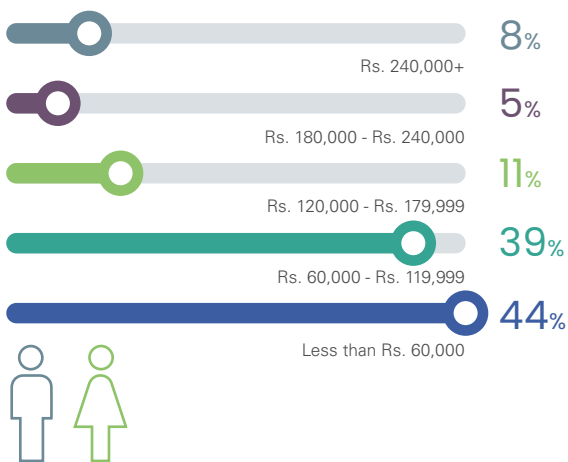 8%
Rs. 240,000+
5%
Rs. 180,000 - Rs. 240,000
11%
Rs. 120,000 - Rs. 179,999
39%
Rs. 60,000 - Rs. 119,999
44%
Less than Rs. 60,000